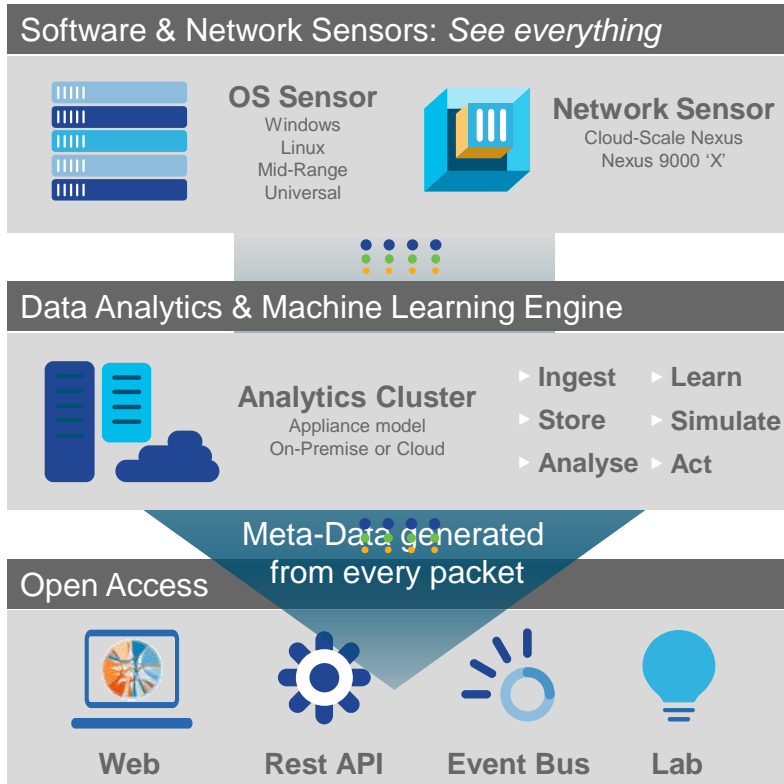 Software & Network Sensors: See everything
OS Sensor
Windows
Linux
Mid-Range
Universal
Network Sensor
Cloud-Scale Nexus
Nexus 9000 ‘X’
Data Analytics & Machine Learning Engine
Analytics Cluster
Appliance model
On-Premise or Cloud
Ingest
Store
Analyse
Learn
Simulate
Act
Meta-Data generated
from every packet
Open Access
Web
Rest API
Event Bus
Lab